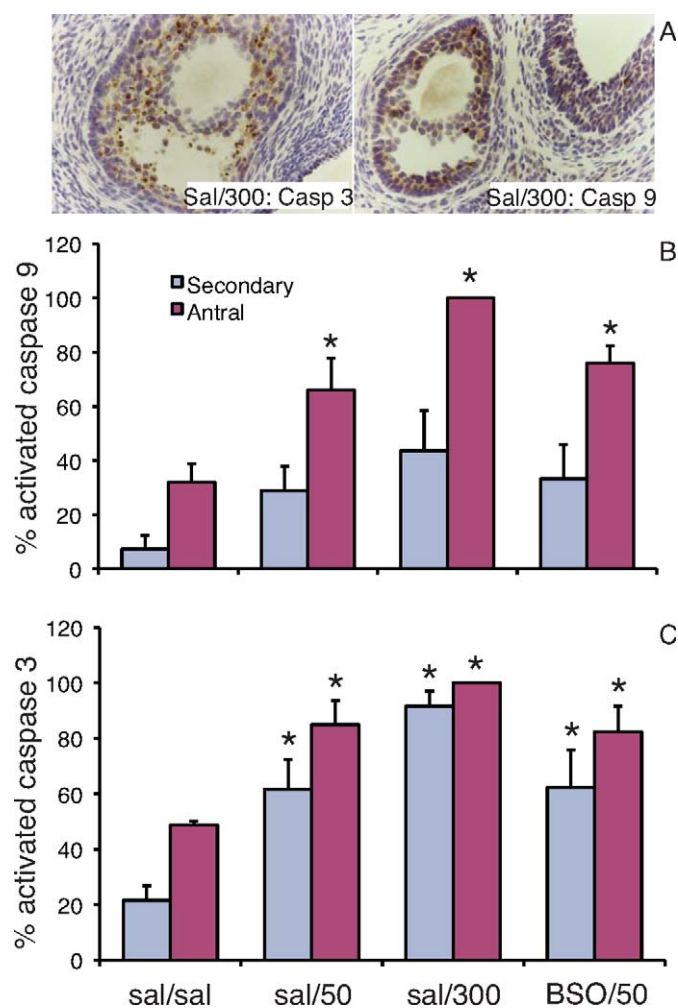 A
Sal/300: Casp 3
Sal/300: Casp 9
B
% activated caspase 9
120
100
80
60
40
20
0
Secondary
Antral
*
*
*
C
% activated caspase 3
120
100
80
60
40
20
0
*
*
*
*
*
*
sal/sal sal/50 sal/300 BSO/50